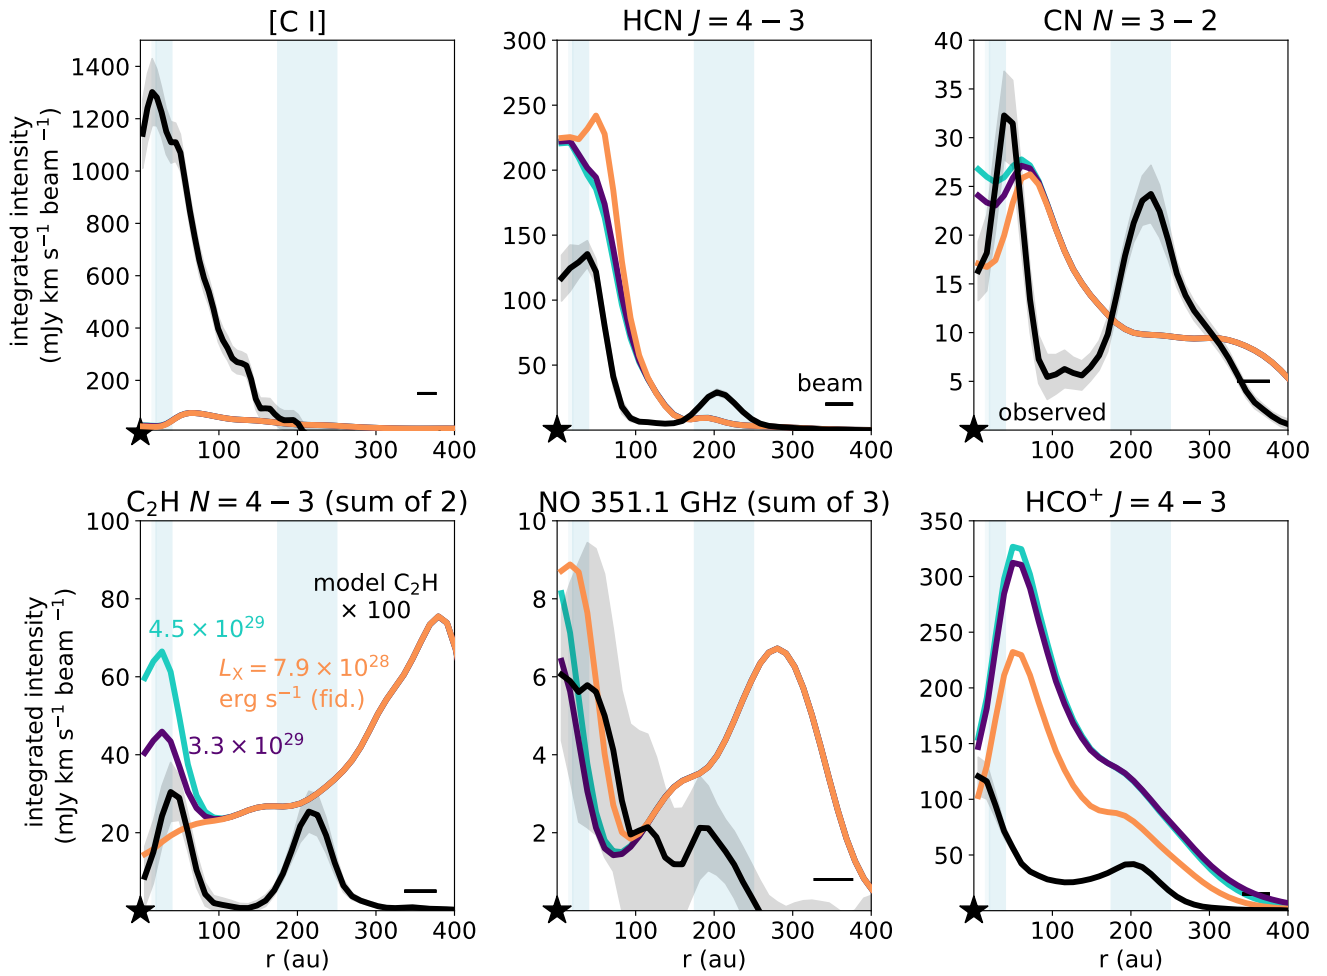 [C I]
HCN J = 4 − 3
CN N = 3 − 2
integrated intensity
(mJy km s⁻¹ beam⁻¹)
1400
1200
1000
800
600
400
200
100 200 300 400
300
250
200
150
100
50
beam
100 200 300 400
40
35
30
25
20
15
10
5
observed
100 200 300 400
C₂H N = 4 − 3 (sum of 2)
NO 351.1 GHz (sum of 3)
HCO⁺ J = 4 − 3
integrated intensity
(mJy km s⁻¹ beam⁻¹)
100
80
60
40
20
model C₂H
× 100
4.5 × 10²⁹
L_X = 7.9 × 10²⁸
erg s⁻¹ (fid.)
3.3 × 10²⁹
100 200 300 400
r (au)
10
8
6
4
2
100 200 300 400
r (au)
350
300
250
200
150
100
50
100 200 300 400
r (au)